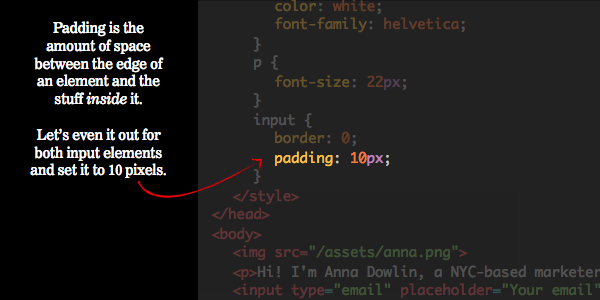 Padding is the
amount of space
between the edge of
an element and the
stuff inside it.
Let's even it out for
both input elements
and set it to 10 pixels.
color: white;
font-family: helvetica;
}
p {
font-size: 22px;
}
input {
border: 0;
padding: 10px;
}
</style>
</head>
<body>
<img src="/assets/anna.png">
<p>Hi! I'm Anna Dowlin, a NYC-based marketer
<input type="email" placeholder="Your email"